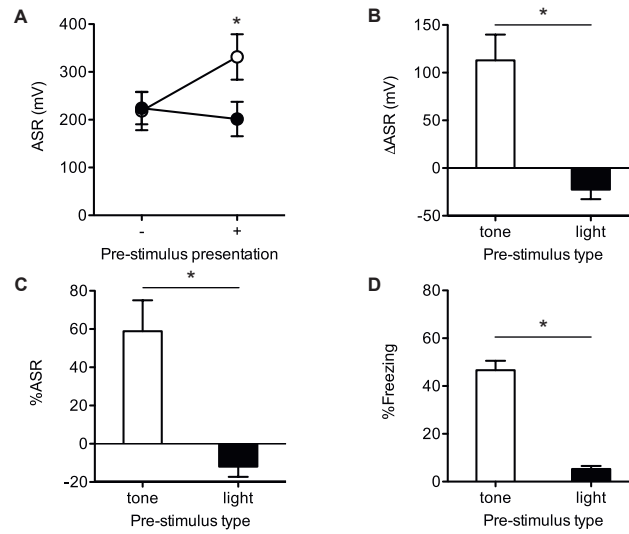 A
*
400
300
200
100
0
ASR (mV)
-
+
Pre-stimulus presentation
B
*
150
100
50
0
-50
ΔASR (mV)
tone
light
Pre-stimulus type
C
*
80
60
40
20
0
-20
%ASR
tone
light
Pre-stimulus type
D
*
80
60
40
20
0
%Freezing
tone
light
Pre-stimulus type